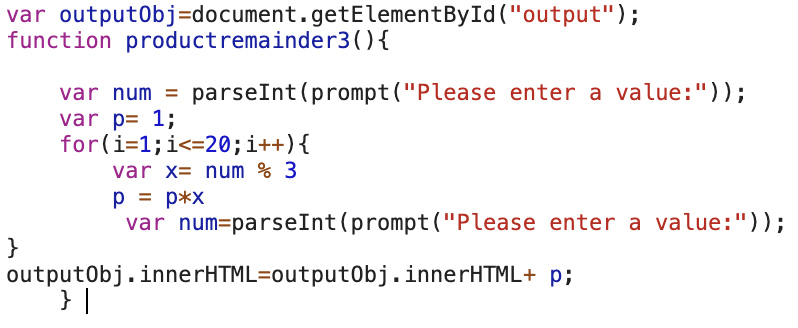 var outputObj=document.getElementById("output");
function productremainder3(){
var num = parseInt(prompt("Please enter a value:"));
var p= 1;
for(i=1;i<=20;i++){
var x= num % 3
p = p*x
var num=parseInt(prompt("Please enter a value:"));
}
outputObj.innerHTML=outputObj.innerHTML+ p;
}